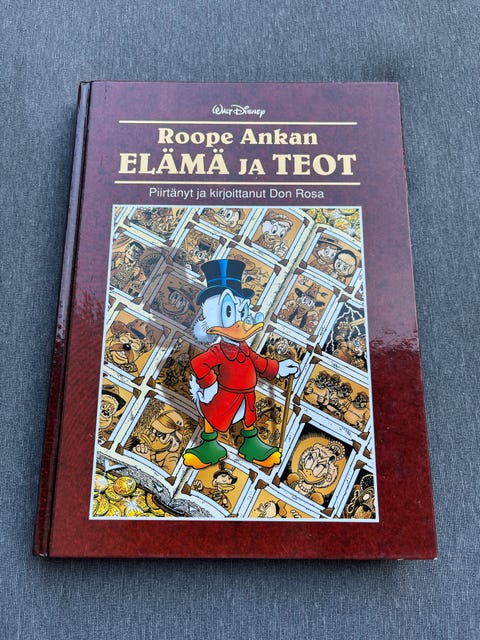 Walt Disney
Roope Ankan
ELÄMÄ JA TEOT
Piirtänyt ja kirjoittanut Don Rosa